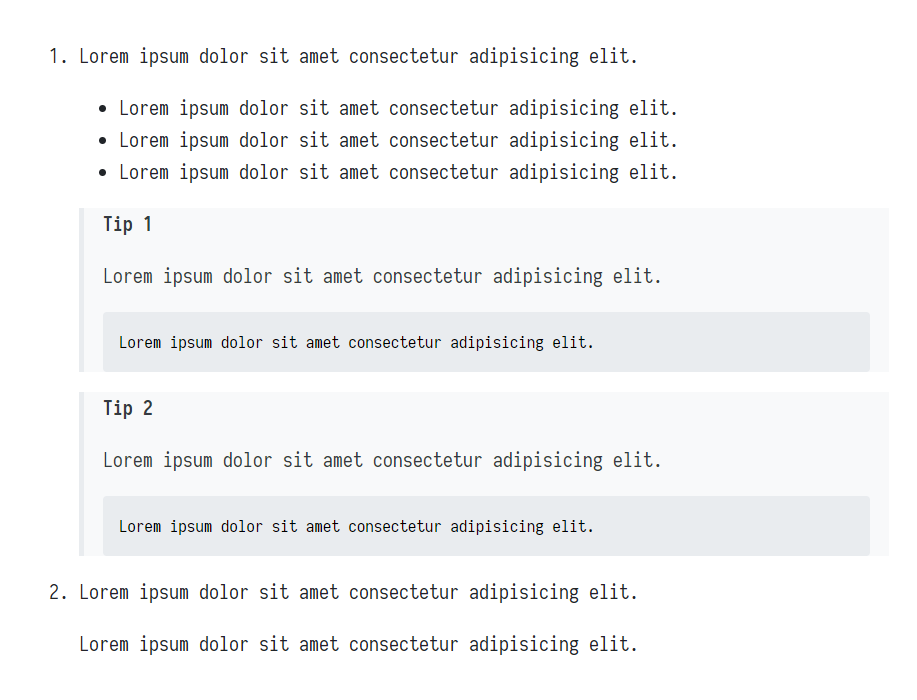 1. Lorem ipsum dolor sit amet consectetur adipisicing elit.
• Lorem ipsum dolor sit amet consectetur adipisicing elit.
• Lorem ipsum dolor sit amet consectetur adipisicing elit.
• Lorem ipsum dolor sit amet consectetur adipisicing elit.
Tip 1
Lorem ipsum dolor sit amet consectetur adipisicing elit.
Lorem ipsum dolor sit amet consectetur adipisicing elit.
Tip 2
Lorem ipsum dolor sit amet consectetur adipisicing elit.
Lorem ipsum dolor sit amet consectetur adipisicing elit.
2. Lorem ipsum dolor sit amet consectetur adipisicing elit.
Lorem ipsum dolor sit amet consectetur adipisicing elit.